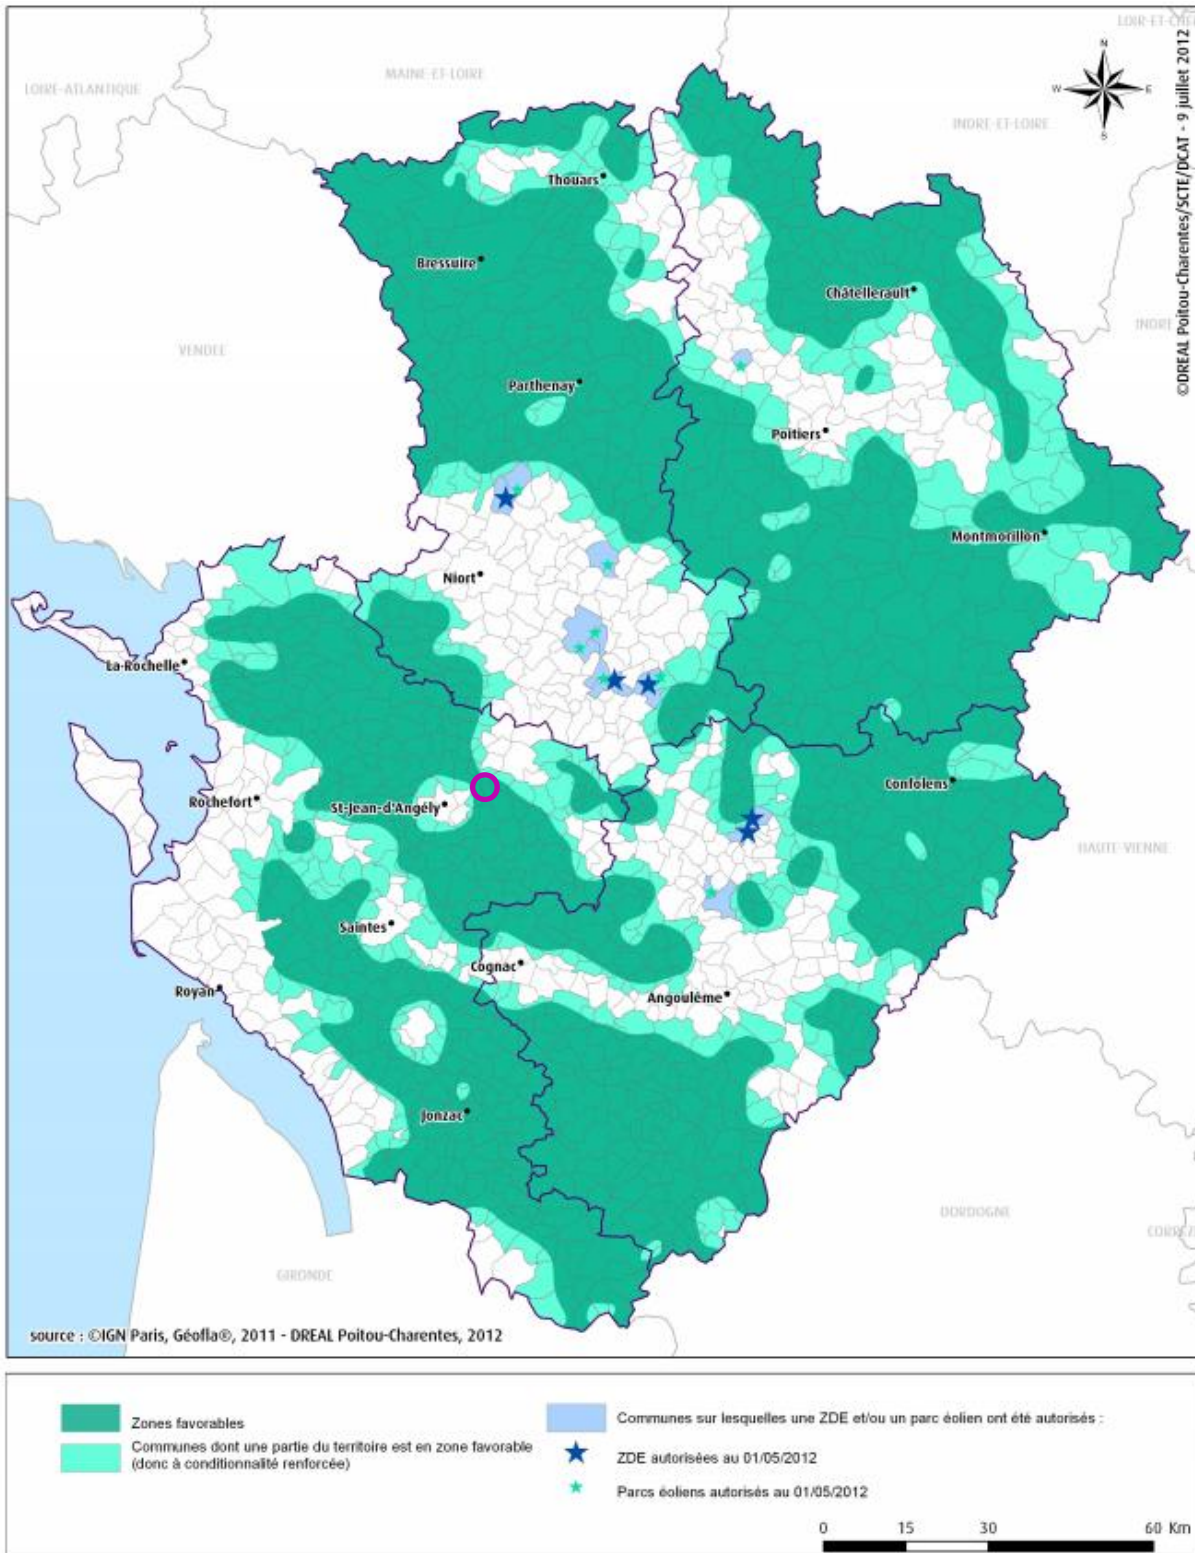 LOIR-ET-CHER
MAINE-ET-LOIRE
LOIRE-ATLANTIQUE
N
W
E
S
INDRE-ET-LOIRE
©DREAL Poitou-Charentes/SCTE/DCAT - 9 juillet 2012
Thouars
Bressuire
Châtellerault
INDRE
VENDEE
Parthenay
Poitiers
Montmorillon
Niort
La-Rochelle
Confolens
Rochefort
St-Jean-d'Angély
HAUTE-VIENNE
Saintes
Cognac
Royan
Angoulême
Jonzac
DORDOGNE
GIRONDE
source : ©IGN Paris, Géofla®, 2011 - DREAL Poitou-Charentes, 2012
Zones favorables
Communes dont une partie du territoire est en zone favorable
(donc à conditionnalité renforcée)
Communes sur lesquelles une ZDE et/ou un parc éolien ont été autorisés :
ZDE autorisées au 01/05/2012
Parcs éoliens autorisés au 01/05/2012
0 15 30 60 Km